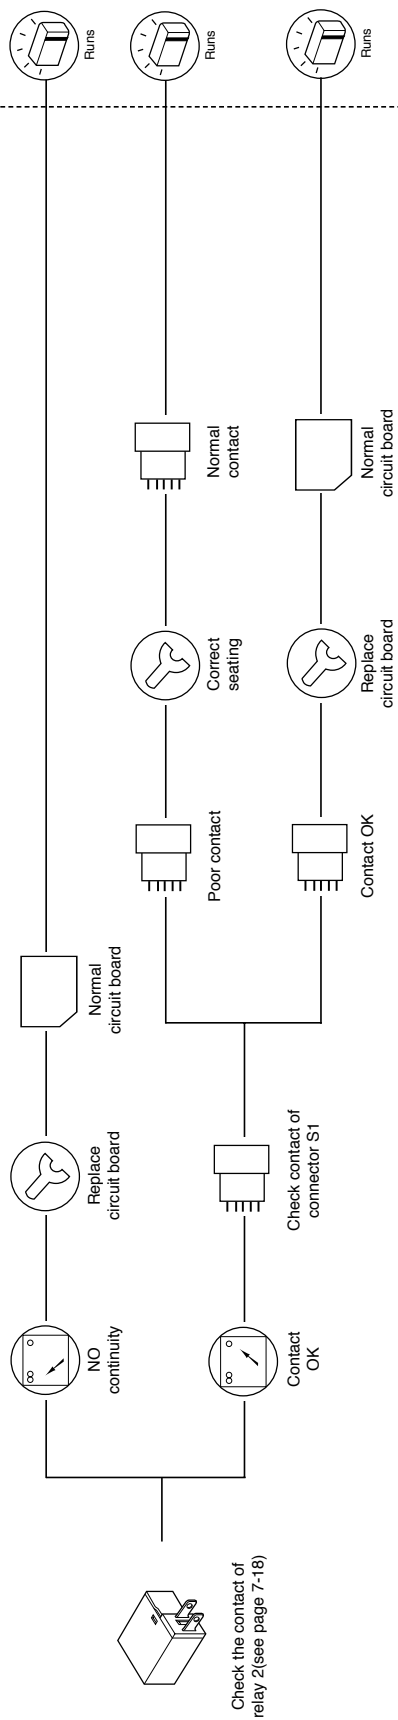 Check the contact of
relay 2(see page 7-18)
NO
continuity
Replace
circuit board
Normal
circuit board
Runs
Contact
OK
Check contact of
connector S1
Poor contact
Correct
seating
Normal
contact
Runs
Contact OK
Replace
circuit board
Normal
circuit board
Runs